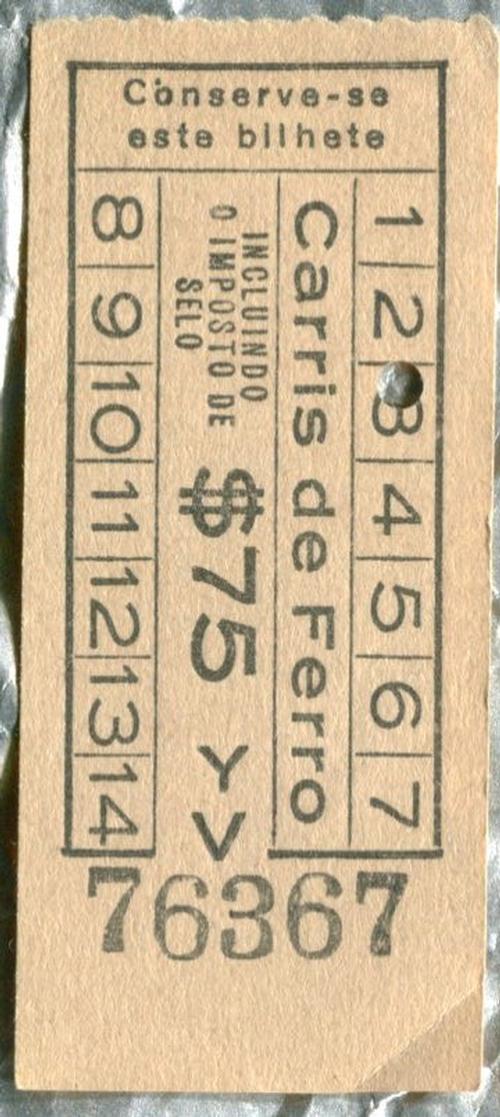 Conserve-se
este bilhete
1 2 3 4 5 6 7
Carris de Ferro
INCLUINDO
O IMPOSTO DE
SELO
$75
8 9 10 11 12 13 14
76367